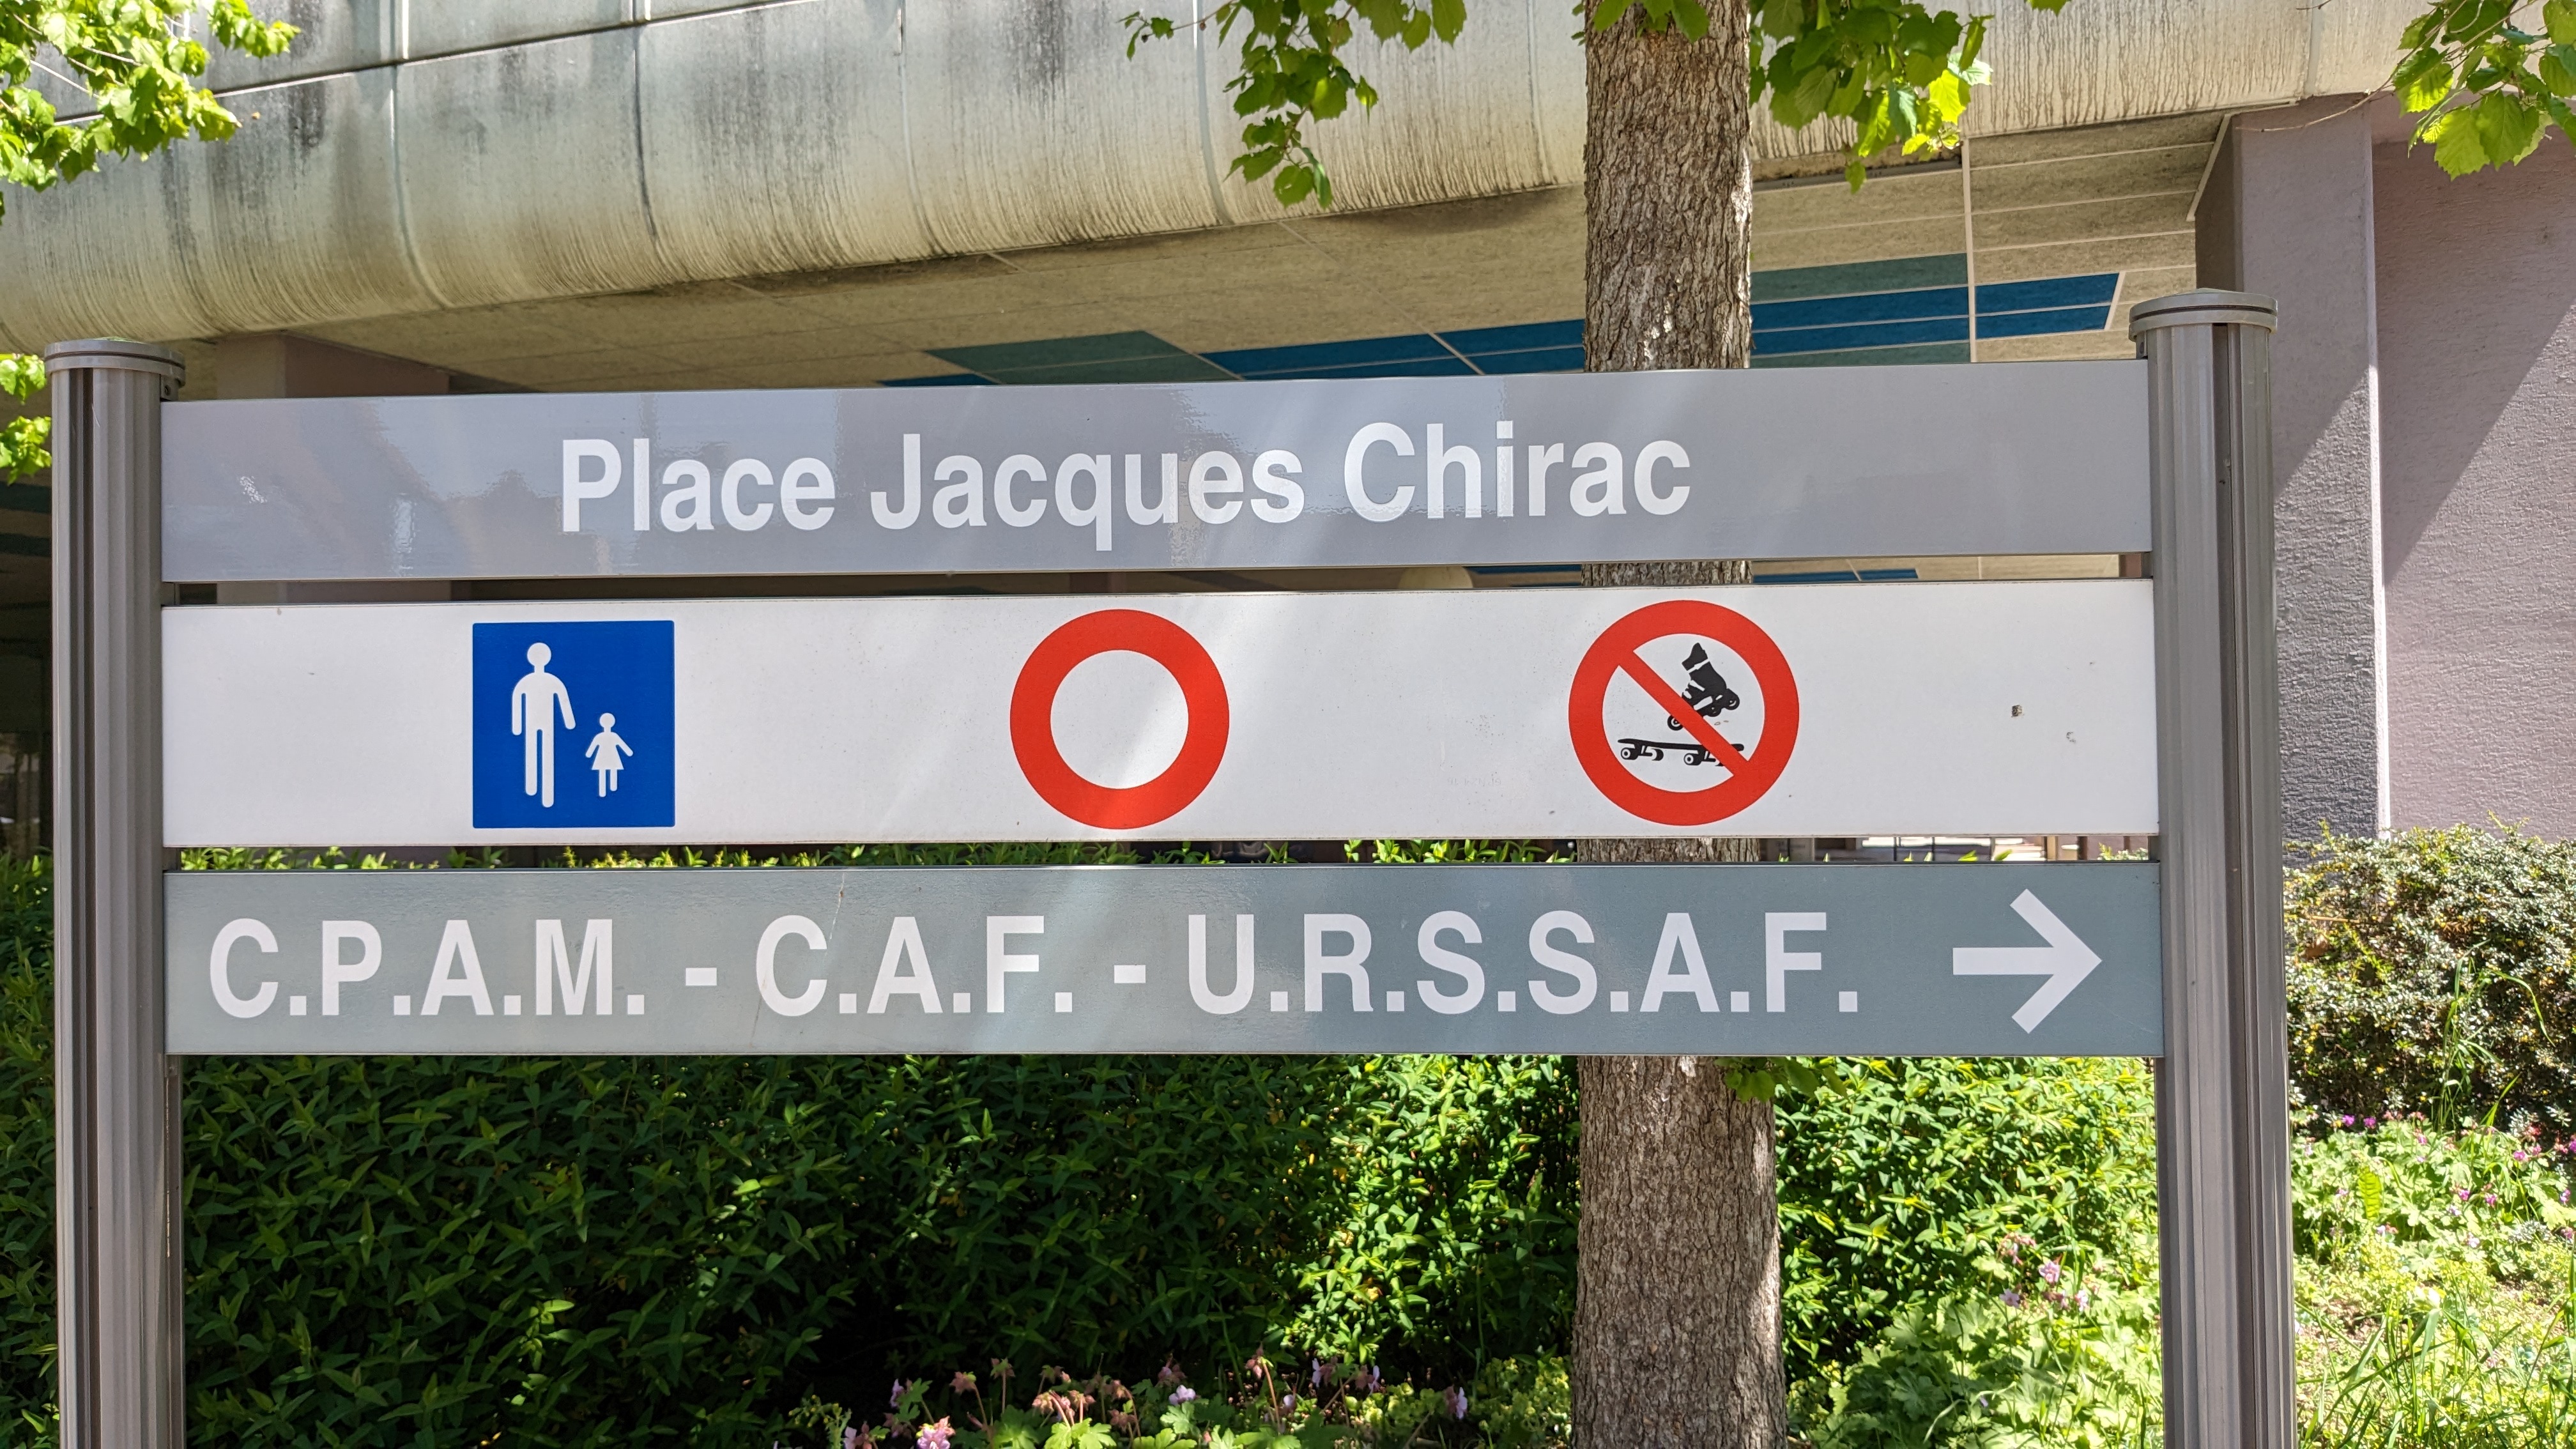 Place Jacques Chirac
C.P.A.M. - C.A.F. - U.R.S.S.A.F. →